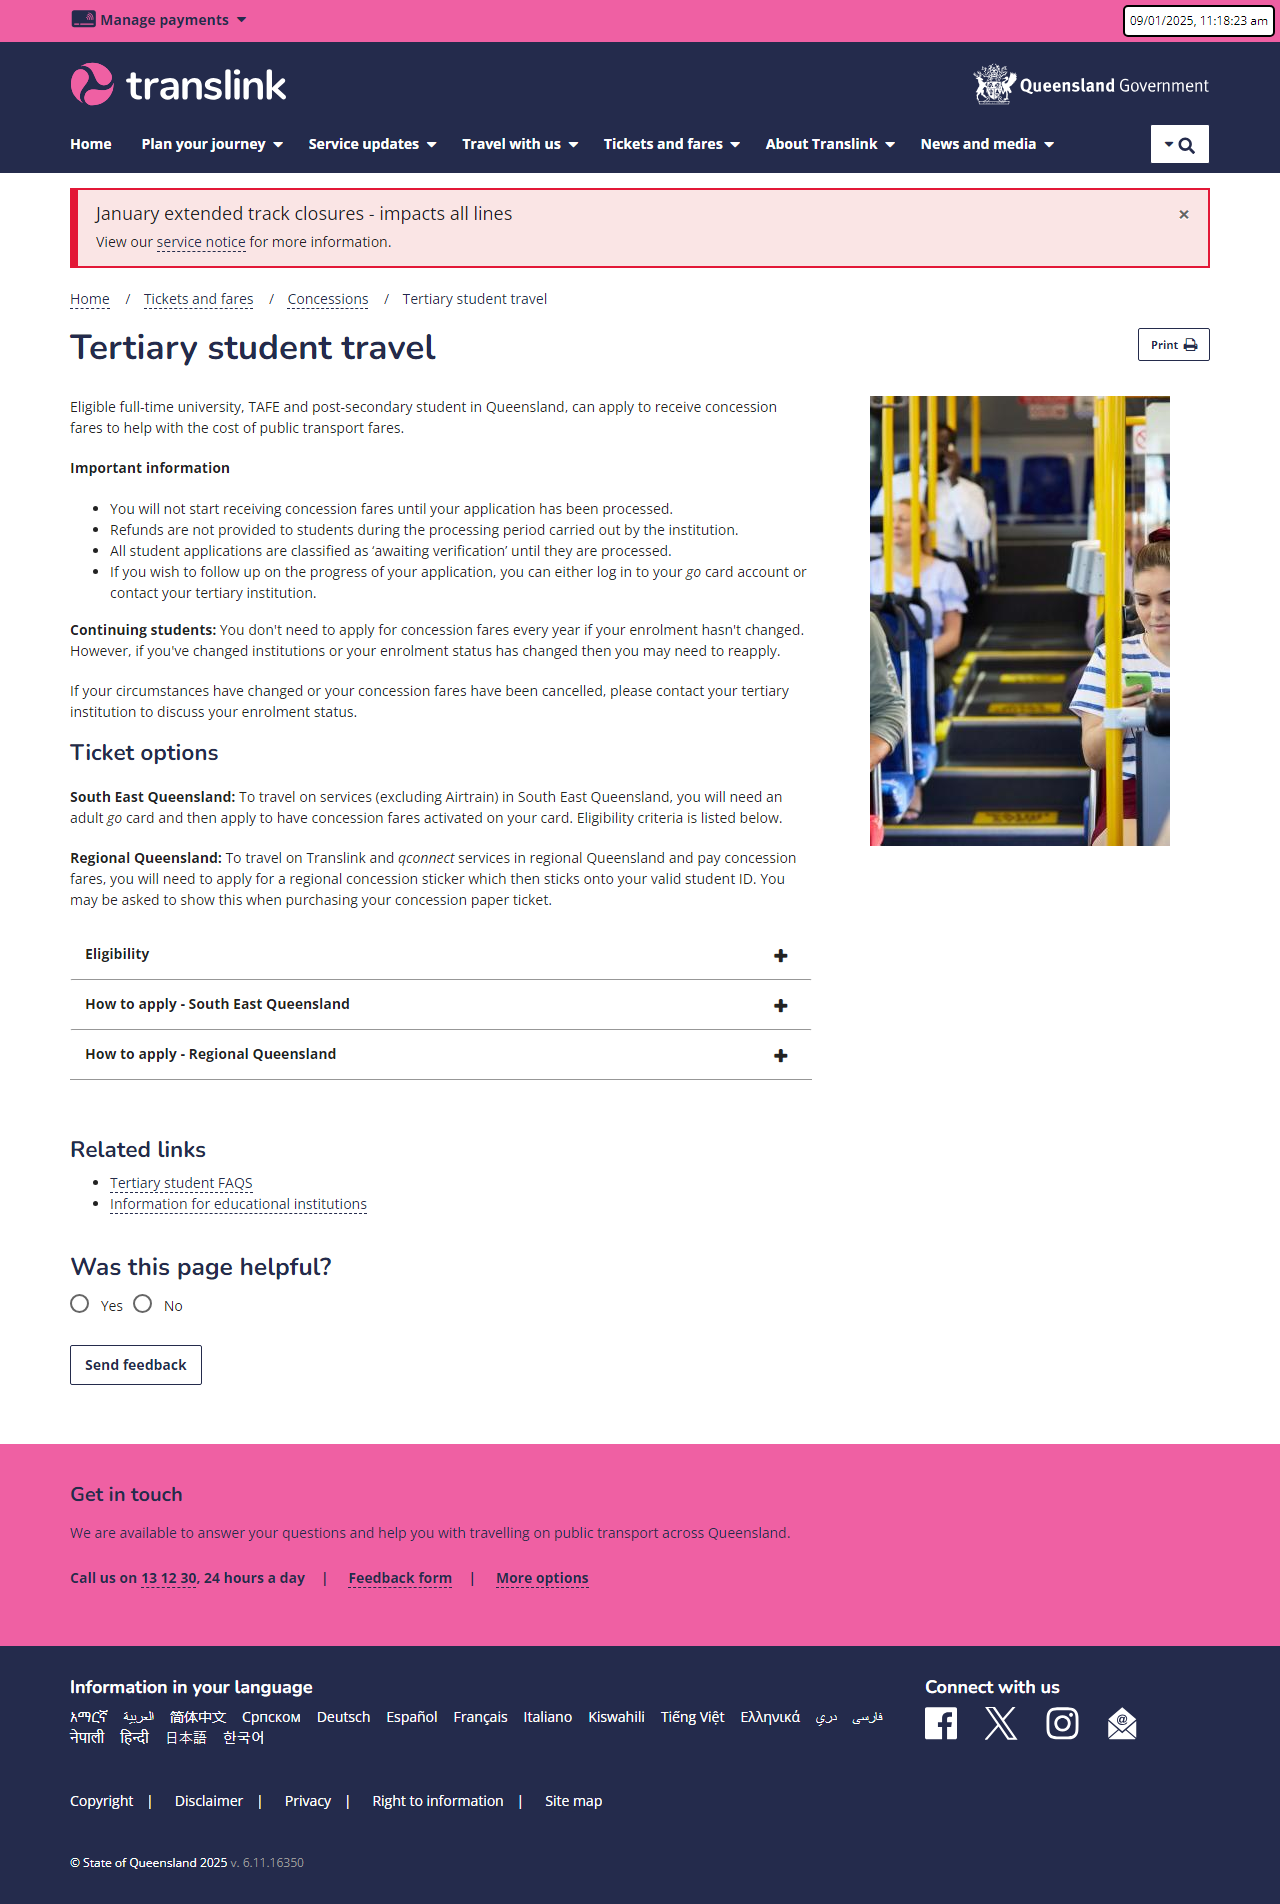 Manage payments
09/01/2025, 11:18:23 am
translink
Queensland Government
Home Plan your journey Service updates Travel with us Tickets and fares About Translink News and media
January extended track closures - impacts all lines ×
View our service notice for more information.
Home / Tickets and fares / Concessions / Tertiary student travel
Tertiary student travel
Print
Eligible full-time university, TAFE and post-secondary student in Queensland, can apply to receive concession
fares to help with the cost of public transport fares.
Important information
• You will not start receiving concession fares until your application has been processed.
• Refunds are not provided to students during the processing period carried out by the institution.
• All student applications are classified as ‘awaiting verification’ until they are processed.
• If you wish to follow up on the progress of your application, you can either log in to your go card account or
contact your tertiary institution.
Continuing students: You don't need to apply for concession fares every year if your enrolment hasn't changed.
However, if you've changed institutions or your enrolment status has changed then you may need to reapply.
If your circumstances have changed or your concession fares have been cancelled, please contact your tertiary
institution to discuss your enrolment status.
Ticket options
South East Queensland: To travel on services (excluding Airtrain) in South East Queensland, you will need an
adult go card and then apply to have concession fares activated on your card. Eligibility criteria is listed below.
Regional Queensland: To travel on Translink and qconnect services in regional Queensland and pay concession
fares, you will need to apply for a regional concession sticker which then sticks onto your valid student ID. You
may be asked to show this when purchasing your concession paper ticket.
Eligibility
How to apply - South East Queensland
How to apply - Regional Queensland
Related links
• Tertiary student FAQS
• Information for educational institutions
Was this page helpful?
Yes No
Send feedback
Get in touch
We are available to answer your questions and help you with travelling on public transport across Queensland.
Call us on 13 12 30, 24 hours a day | Feedback form | More options
Information in your language
አማርኛ العربية 简体中文 Српском Deutsch Español Français Italiano Kiswahili Tiếng Việt Ελληνικά دري فارسی
नेपाली हिन्दी 日本語 한국어
Connect with us
Copyright | Disclaimer | Privacy | Right to information | Site map
© State of Queensland 2025 v. 6.11.16350